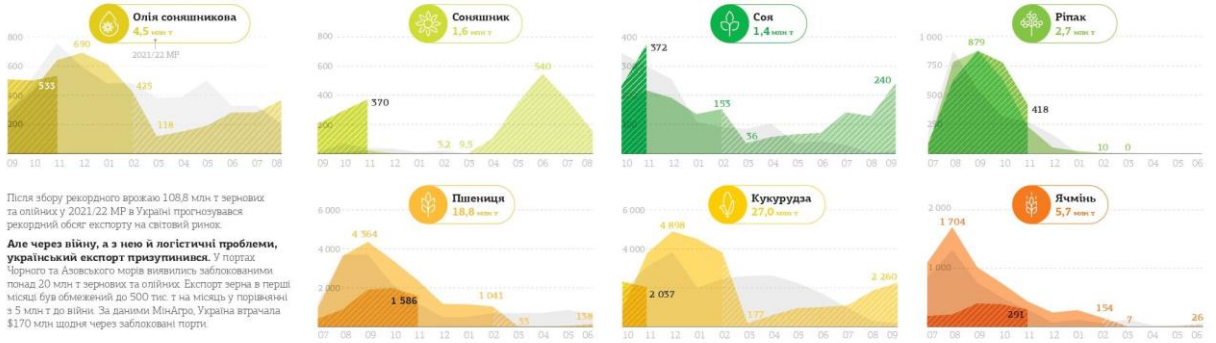 Олія соняшникова
4,5 млн т
2021/22 МР
800
600
400
200
533
690
425
118
09 10 11 12 01 02 03 04 05 06 07 08
Соняшник
1,6 млн т
800
600
400
200
370
5,2
9,5
540
09 10 11 12 01 02 03 04 05 06 07 08
Соя
1,4 млн т
400
300
200
100
372
153
36
240
10 11 12 01 02 03 04 05 06 07 08 09
Ріпак
2,7 млн т
1 000
750
500
250
879
418
10
0
07 08 09 10 11 12 01 02 03 04 05 06
Після збору рекордного врожаю 108,8 млн т зернових
та олійних у 2021/22 МР в Україні прогнозувався
рекордний обсяг експорту на світовий ринок
Але через війну, а з нею й логістичні проблеми,
український експорт призупинився. У портах
Чорного та Азовського морів виявились заблокованими
понад 20 млн т зернових та олійних. Експорт зерна в перші
місяці був обмежений до 500 тис. т на місяць у порівнянні
з 5 млн т до війни. За даними МінАгро, Україна втрачала
$170 млн щодня через заблоковані порти.
Пшениця
18,8 млн т
6 000
4 000
2 000
4 364
1 586
1 041
55
138
07 08 09 10 11 12 01 02 03 04 05 06
Кукурудза
27,0 млн т
6 000
4 000
4 898
2 037
177
2 260
10 11 12 01 02 03 04 05 06 07 08 09
Ячмінь
5,7 млн т
2 000
1 000
1 704
291
154
7
26
07 08 09 10 11 12 01 02 03 04 05 06